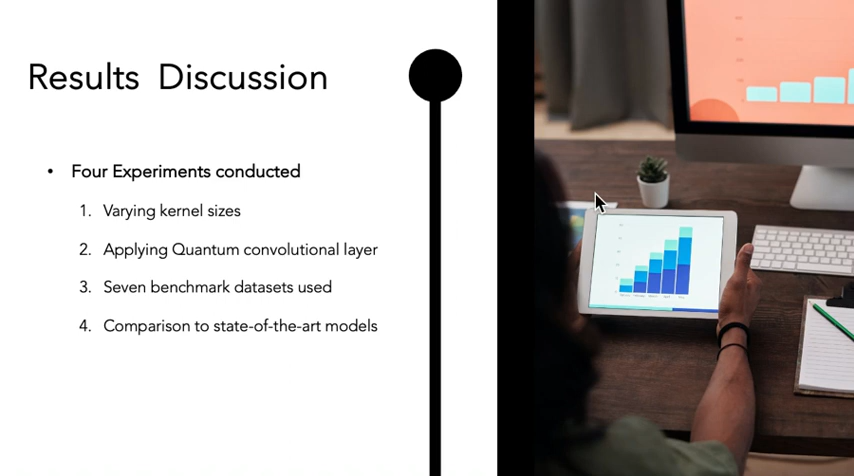 Results Discussion
• Four Experiments conducted
1. Varying kernel sizes
2. Applying Quantum convolutional layer
3. Seven benchmark datasets used
4. Comparison to state-of-the-art models